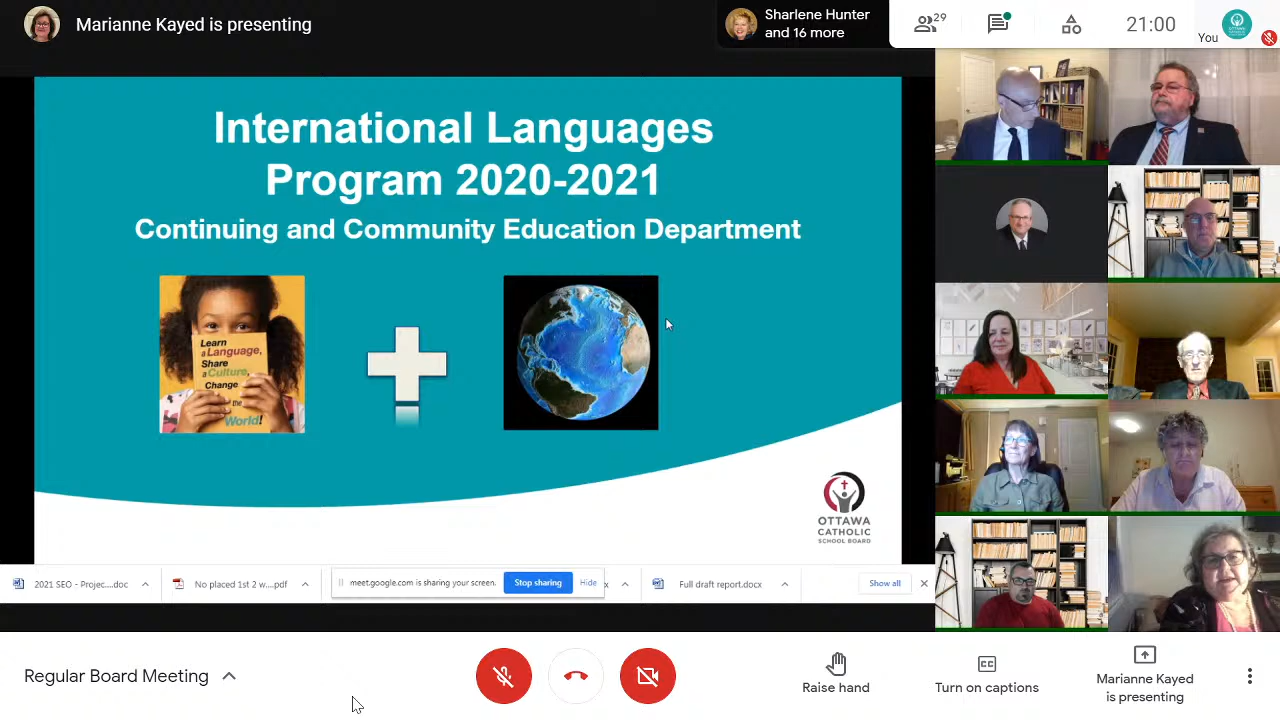 Marianne Kayed is presenting
Sharlene Hunter
and 16 more
29
21:00
You
International Languages
Program 2020-2021
Continuing and Community Education Department
Learn
a Language,
Share
a Culture,
Change
the
World!
OTTAWA
CATHOLIC
SCHOOL BOARD
2021 SEO - Projec....doc
No placed 1st 2 w....pdf
meet.google.com is sharing your screen.
Stop sharing
Hide
x
Full draft report.docx
Show all
Regular Board Meeting
Raise hand
CC
Turn on captions
Marianne Kayed
is presenting